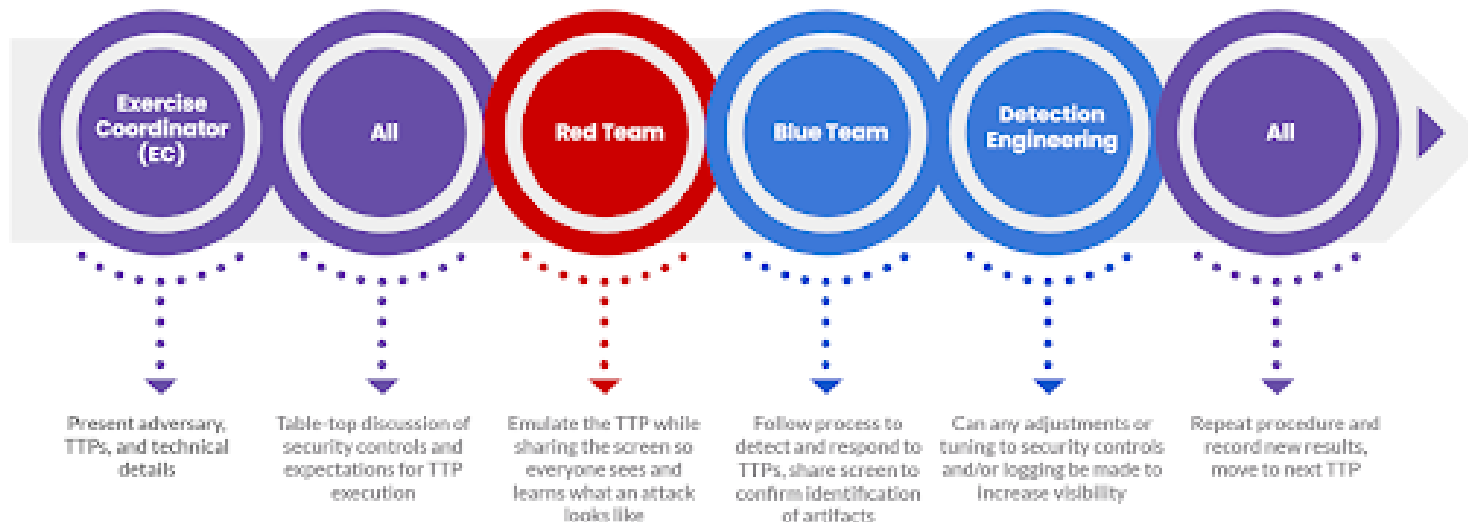 Exercise
Coordinator
(EC)
All
Red Team
Blue Team
Detection
Engineering
All
Present adversary,
TTPs, and technical
details
Table-top discussion of
security controls and
expectations for TTP
execution
Emulate the TTP while
sharing the screen so
everyone sees and
learns what an attack
looks like
Follow process to
detect and respond to
TTPs, share screen to
confirm identification
of artifacts
Can any adjustments or
tuning to security controls
and/or logging be made to
increase visibility
Repeat procedure and
record new results,
move to next TTP